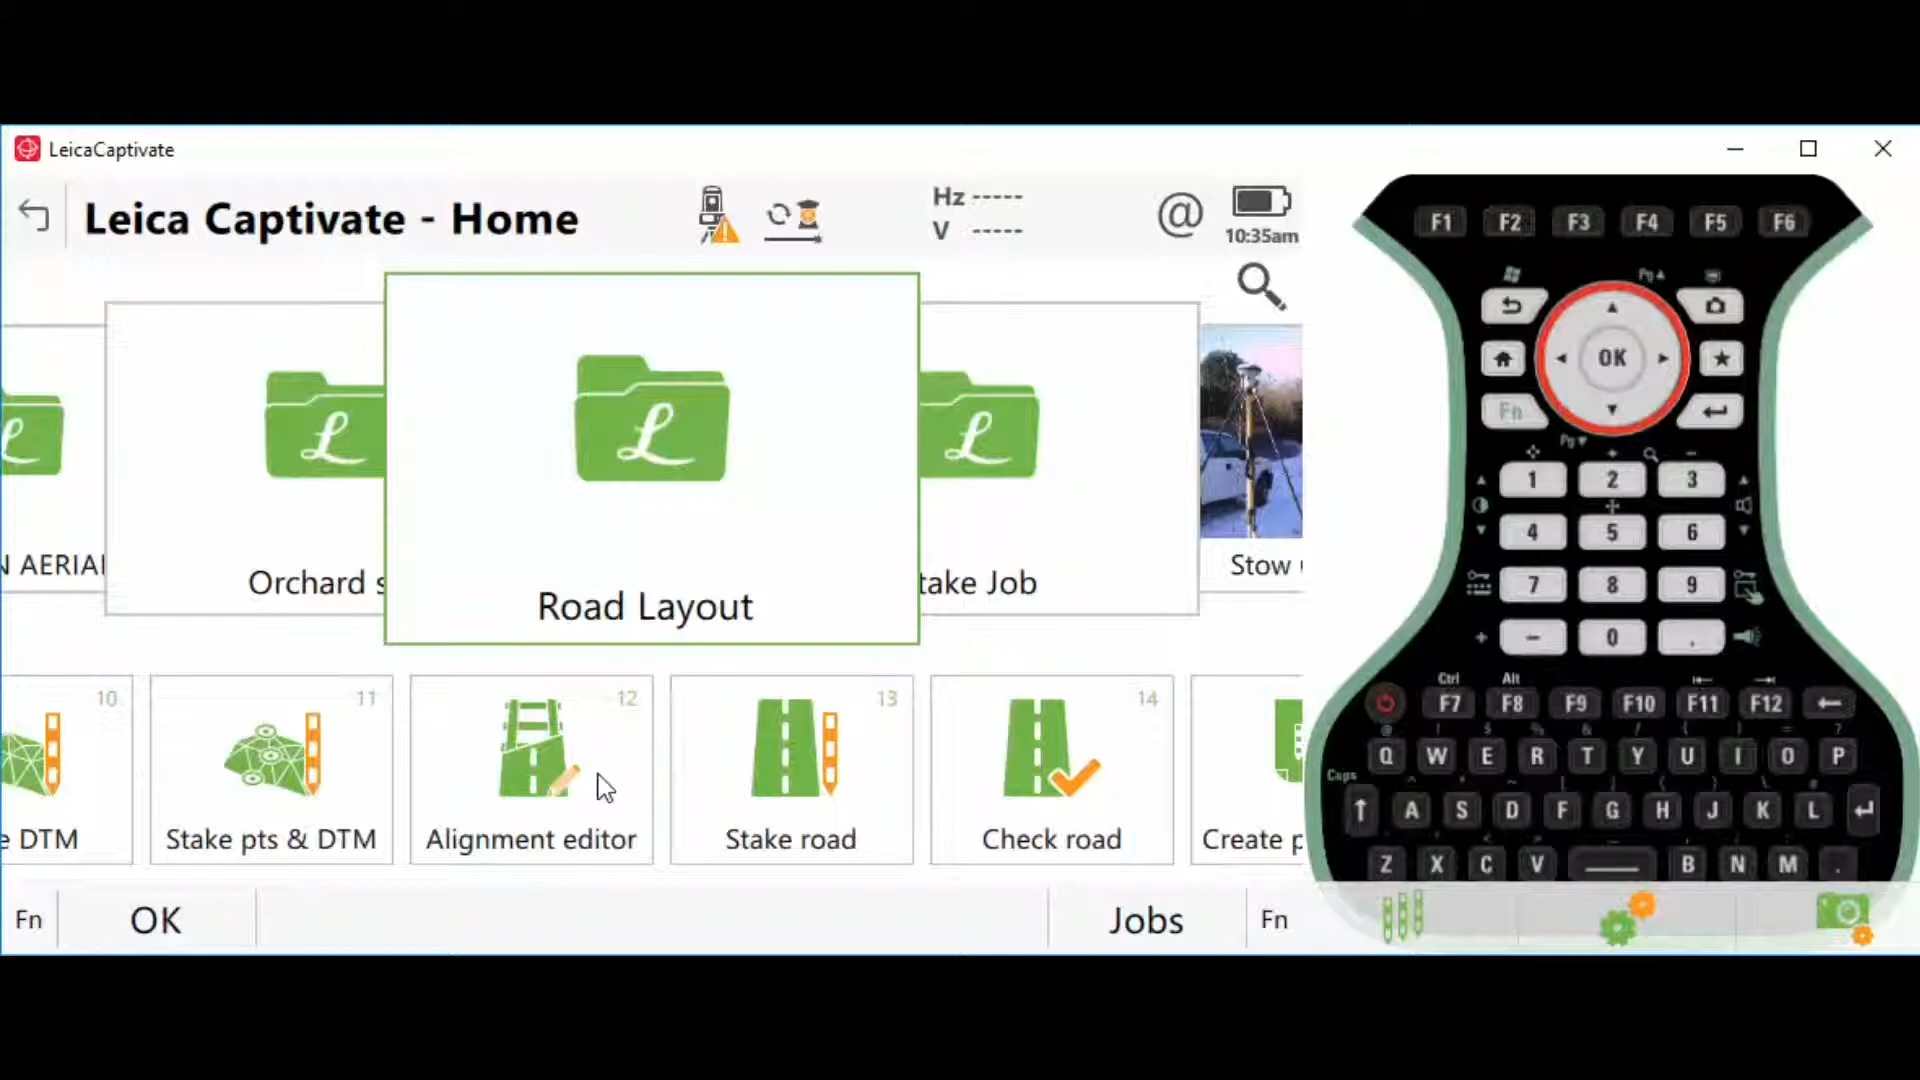 LeicaCaptivate
Leica Captivate - Home
Hz -----
V -----
@
10:35am
N AERIA
Orchard s
Road Layout
take Job
Stow
10
e DTM
11
Stake pts & DTM
12
Alignment editor
13
Stake road
14
Check road
Create p
Fn
OK
Jobs
Fn
F1 F2 F3 F4 F5 F6
Pg
OK
Fn
Pg
+ -
1 2 3
4 5 6
7 8 9
+ - 0 .
Ctrl Alt
F7 F8 F9 F10 F11 F12
@ ! $ % & / ( ) = ?
Q W E R T Y U I O P
Caps
A S D F G H J K L
Z X C V B N M .